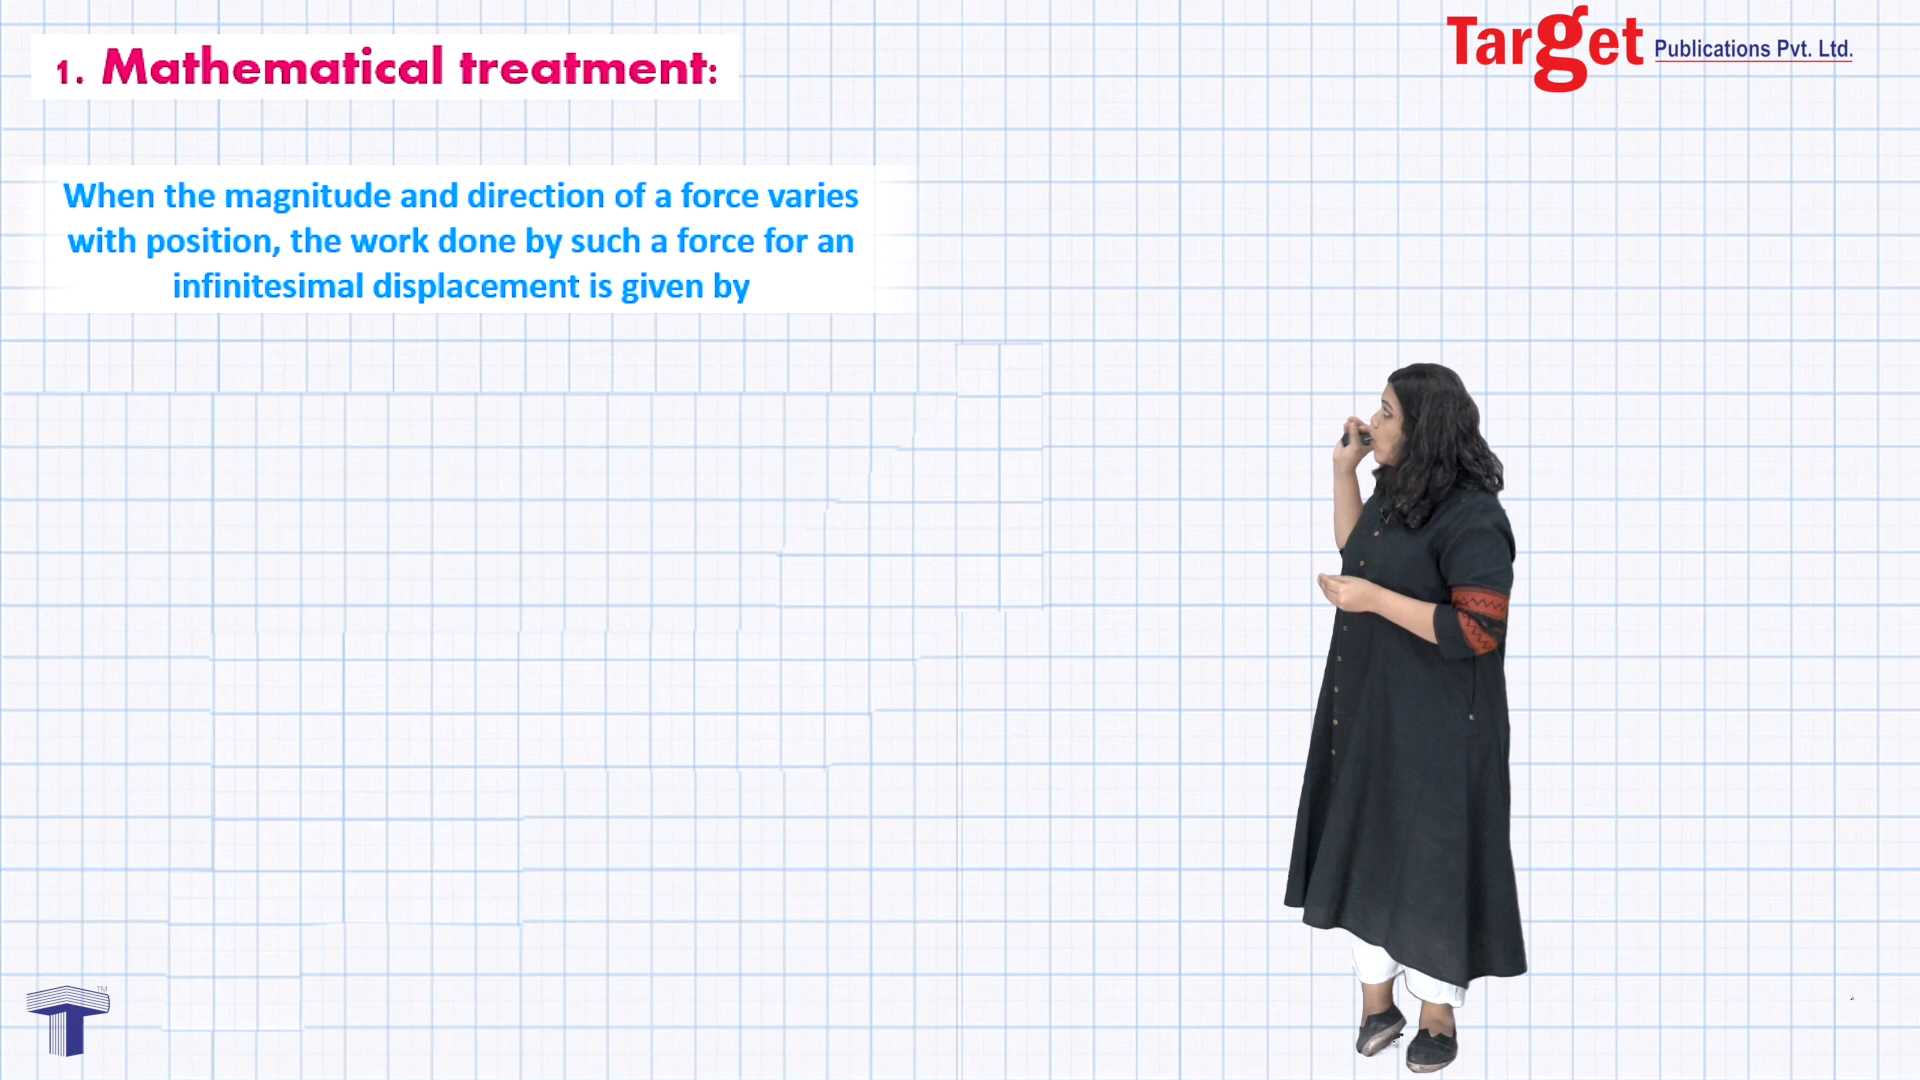 1. Mathematical treatment:
Target Publications Pvt. Ltd.
When the magnitude and direction of a force varies
with position, the work done by such a force for an
infinitesimal displacement is given by
TM